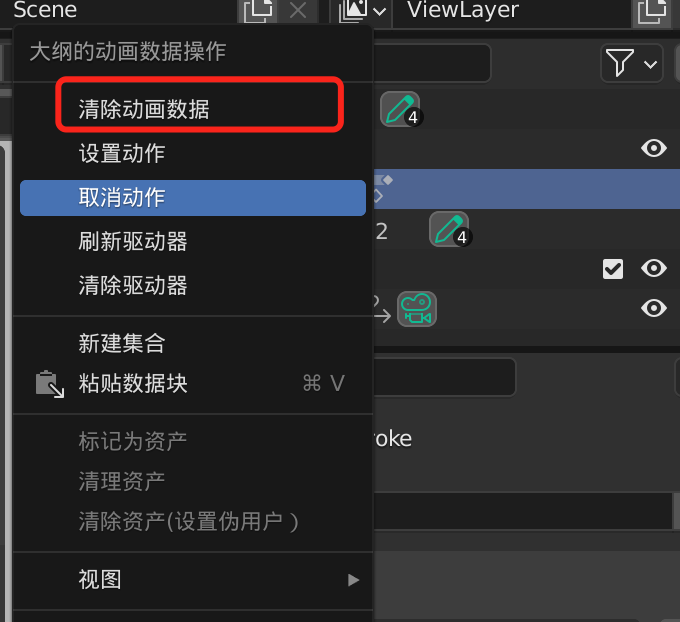 Scene
ViewLayer
大纲的动画数据操作
清除动画数据
4
设置动作
取消动作
刷新驱动器
2
4
清除驱动器
新建集合
粘贴数据块
⌘ V
标记为资产
roke
清理资产
清除资产(设置伪用户)
视图